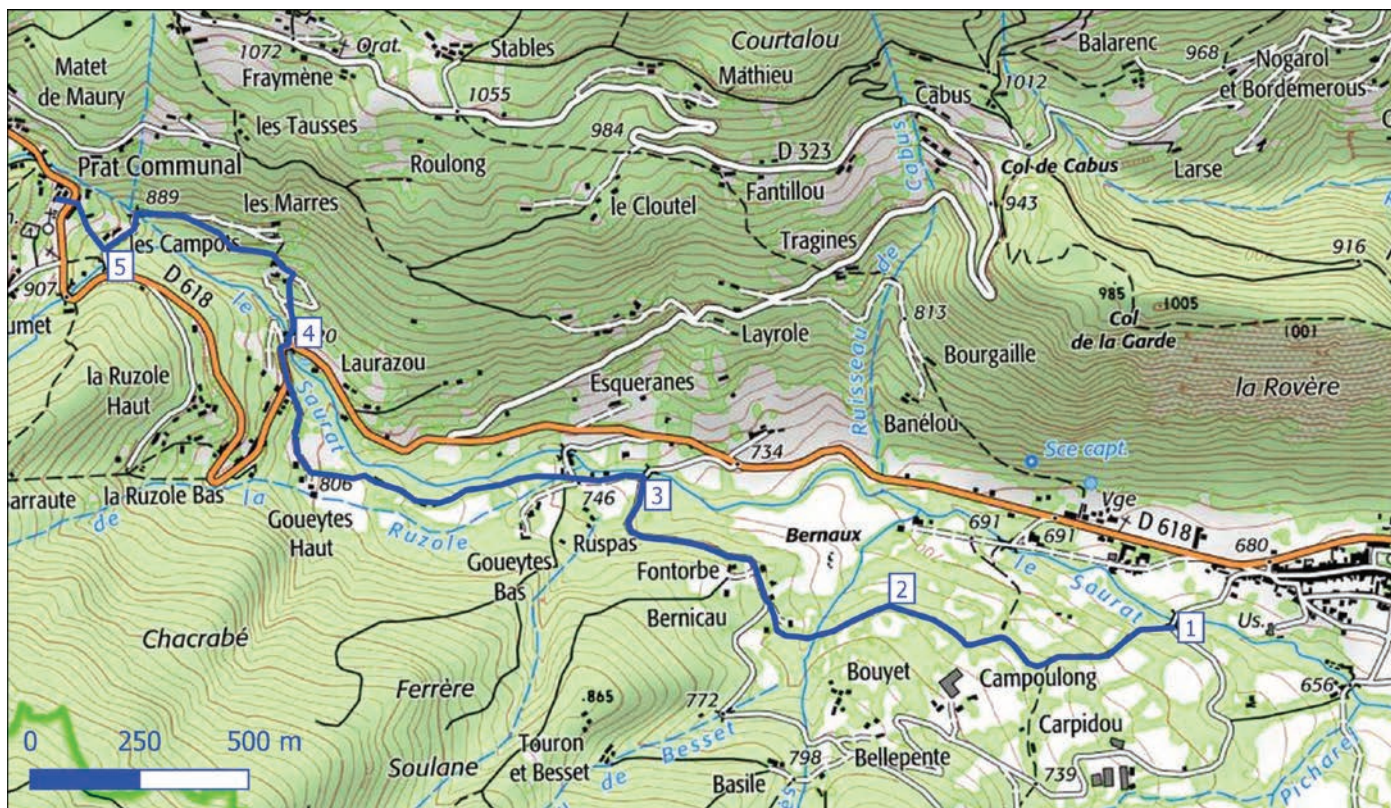 1072
Orat.
Stables
Courtalou
Balarenc
968
Nogarol
et Bordemerous
Matet
de Maury
Fraymène
Mathieu
1012
1055
Cabus
les Tausses
984
D 323
Cabus
Prat Communal
Roulong
Col de Cabus
Larse
Fantillou
889
les Marres
le Cloutel
943
les Campots
Tragines
916
5
907
D 618
985
1005
umet
le
813
Col
de la Garde
1001
4
Layrole
Laurazou
Bourgaille
la Ruzole
Haut
Esqueranes
la Rovère
Saurat
Ruisseau de
Banélou
734
Sce capt.
arraute
la Ruzole Bas
806
746
3
Vge
D 618
de
la
Ruzole
Goueytes
Haut
Bernaux
691
691
680
Ruspas
Goueytes
Bas
Fontorbe
2
le Saurat
Bernicau
1
Us.
Chacrabé
Bouyet
Campoulong
656
Ferrère
.865
772
Carpidou
0
250
500 m
Touron
et Besset
de Besset
Bellepente
Soulane
Basile
798
739